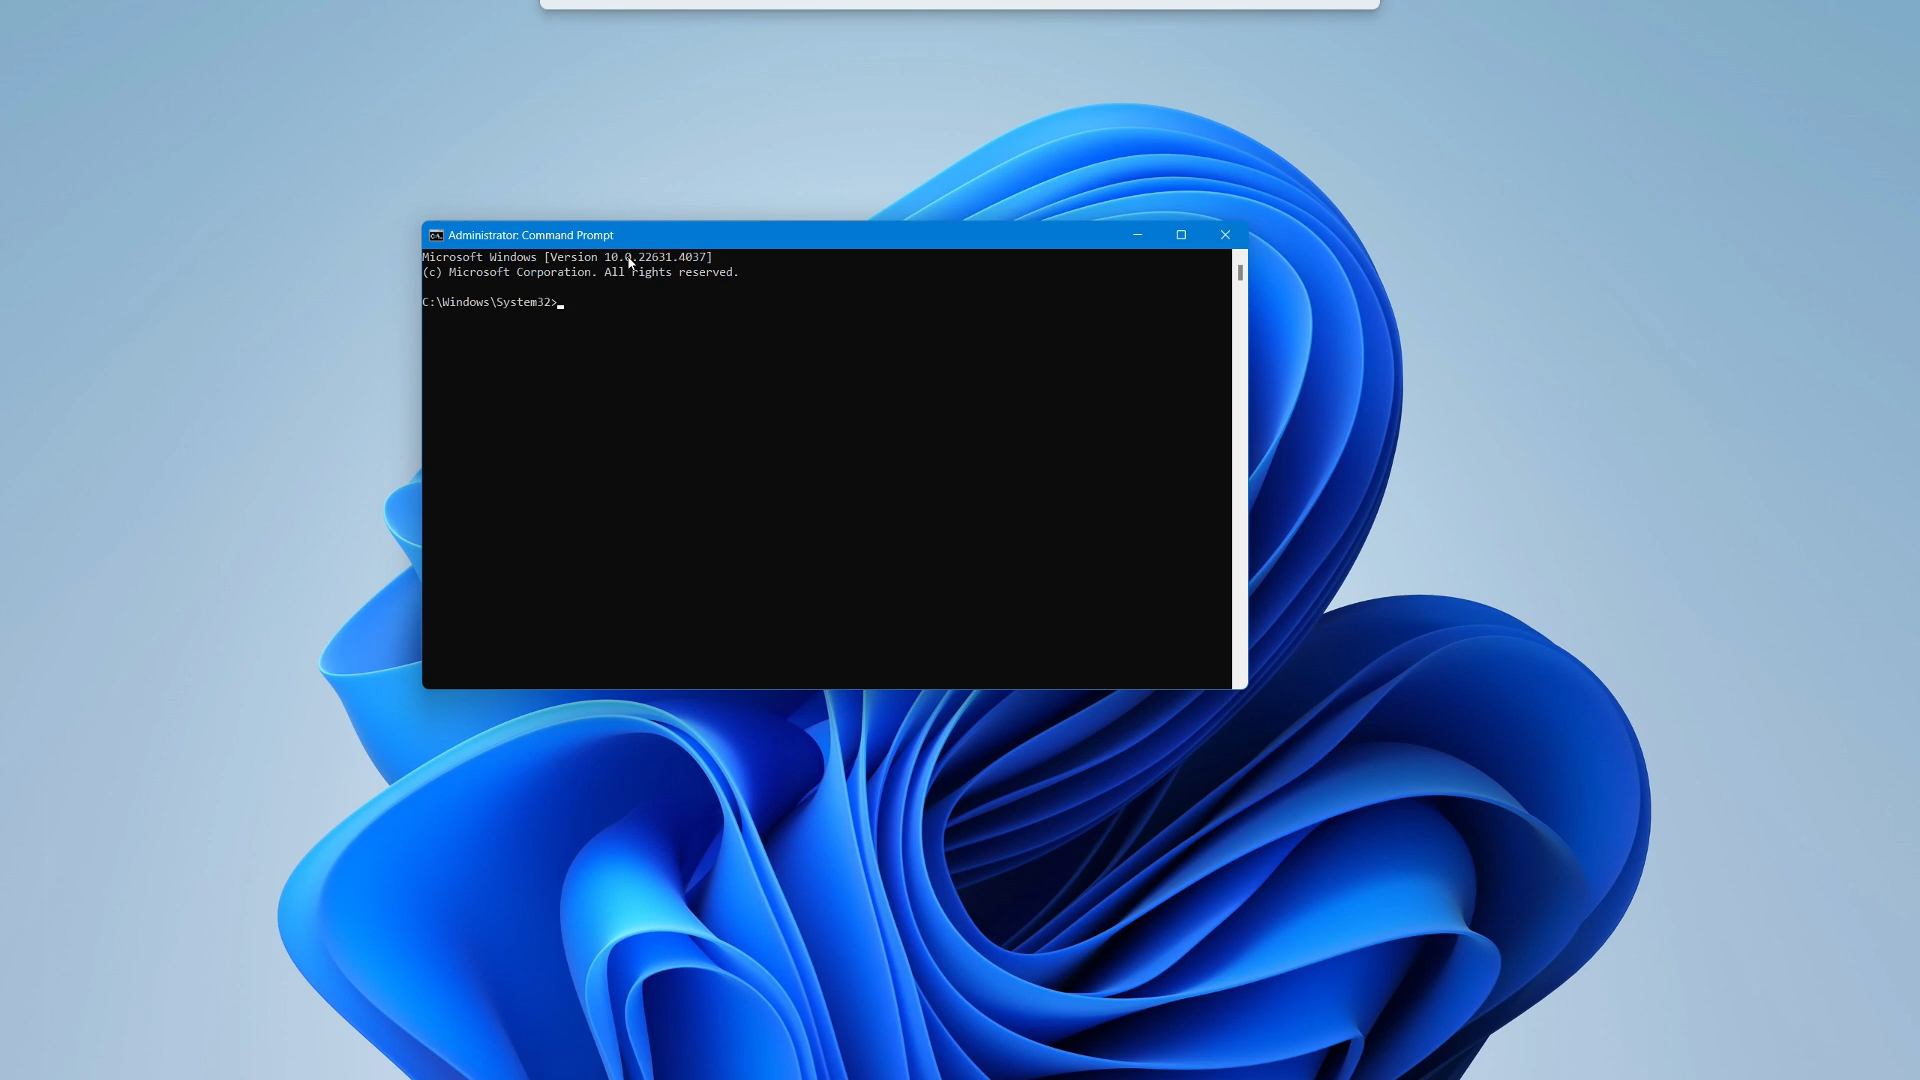 Administrator: Command Prompt
Microsoft Windows [Version 10.0.22631.4037]
(c) Microsoft Corporation. All rights reserved.
C:\Windows\System32>